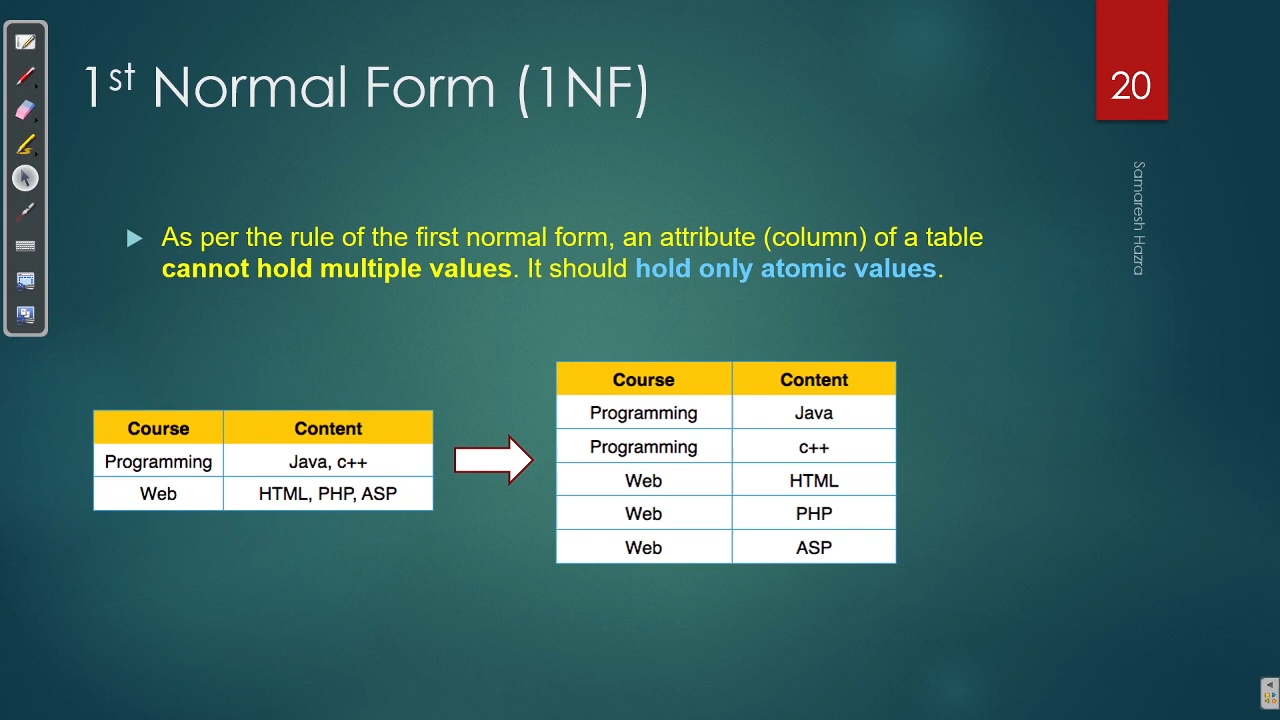 1st Normal Form (1NF)
20
Samaresh Hazra
As per the rule of the first normal form, an attribute (column) of a table
cannot hold multiple values. It should hold only atomic values.
Course Content
Programming Java, c++
Web HTML, PHP, ASP
Course Content
Programming Java
Programming c++
Web HTML
Web PHP
Web ASP